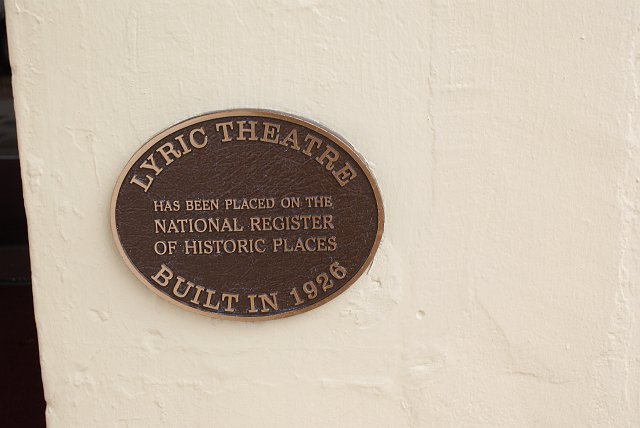 LYRIC THEATRE
HAS BEEN PLACED ON THE
NATIONAL REGISTER
OF HISTORIC PLACES
BUILT IN 1926